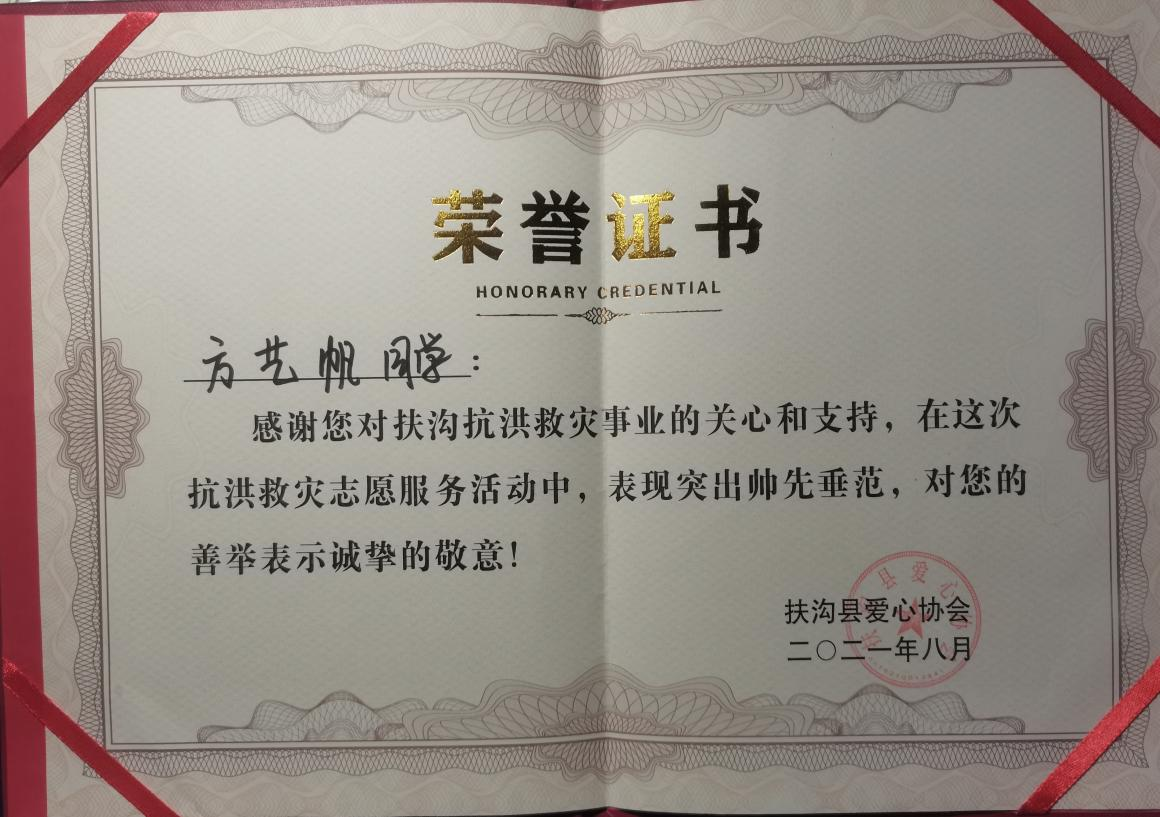 荣誉证书
HONORARY CREDENTIAL
方艺帆同学：
感谢您对扶沟抗洪救灾事业的关心和支持，在这次
抗洪救灾志愿服务活动中，表现突出帅先垂范，对您的
善举表示诚挚的敬意！
扶沟县爱心协会
二〇二一年八月